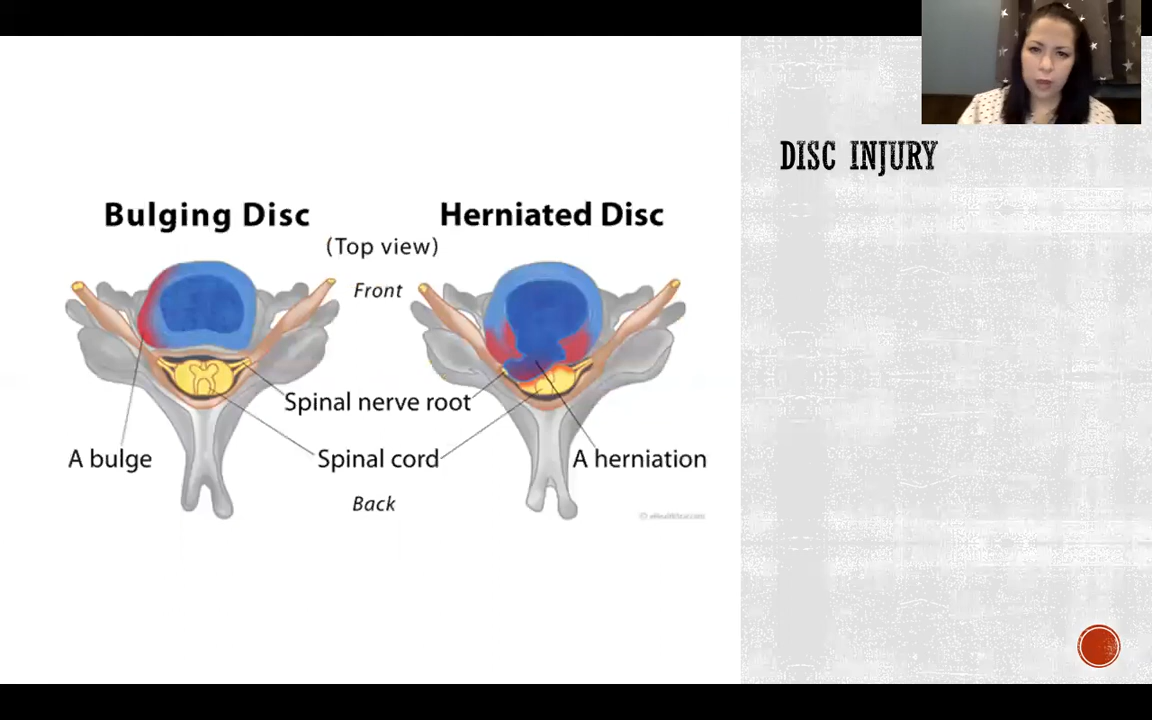 DISC INJURY
Bulging Disc
Herniated Disc
(Top view)
Front
Spinal nerve root
A bulge
Spinal cord
A herniation
Back